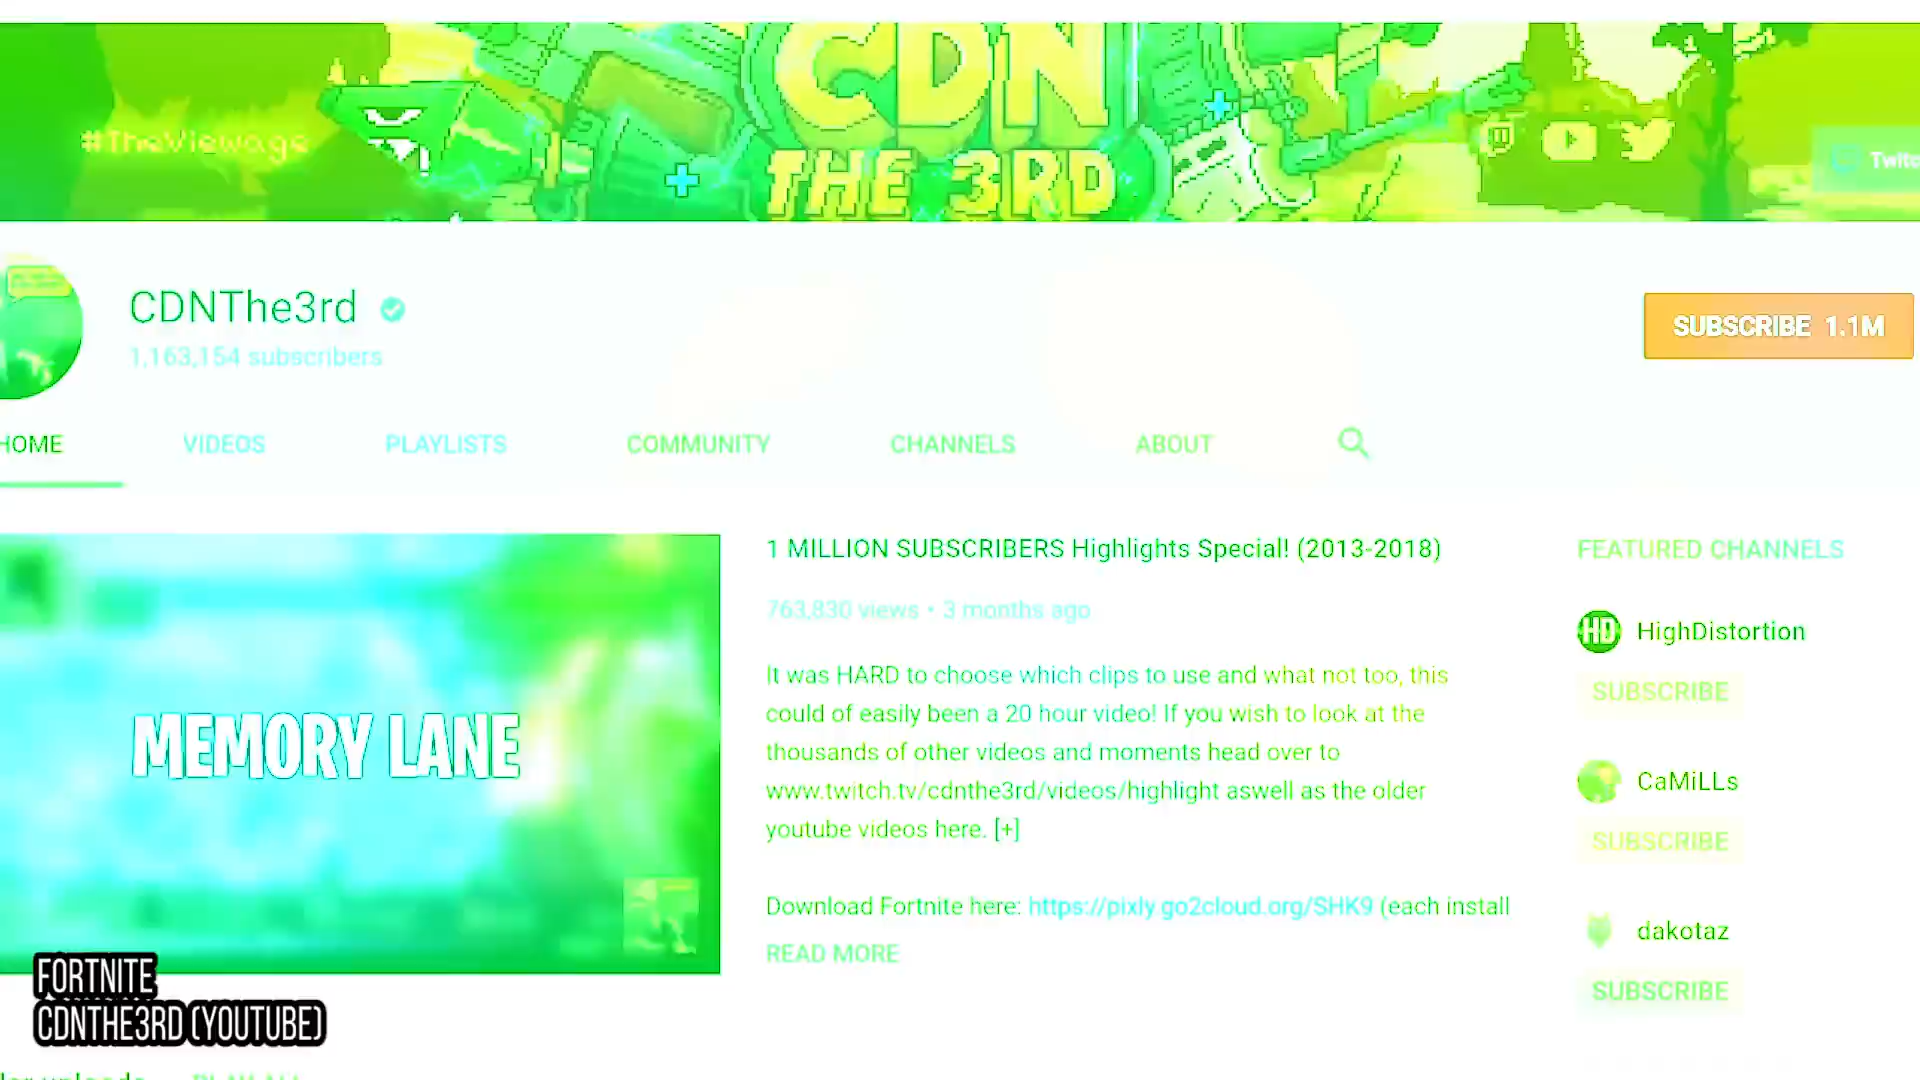 CDN
THE 3RD
#TheViewage
CDNThe3rd
1,163,154 subscribers
SUBSCRIBE 1.1M
HOME VIDEOS PLAYLISTS COMMUNITY CHANNELS ABOUT
MEMORY LANE
1 MILLION SUBSCRIBERS Highlights Special! (2013-2018)
763,830 views • 3 months ago
It was HARD to choose which clips to use and what not too, this
could of easily been a 20 hour video! If you wish to look at the
thousands of other videos and moments head over to
www.twitch.tv/cdnthe3rd/videos/highlight aswell as the older
youtube videos here. [+]
Download Fortnite here: https://pixly.go2cloud.org/SHK9 (each install
READ MORE
FEATURED CHANNELS
HD HighDistortion
SUBSCRIBE
CaMiLLs
SUBSCRIBE
dakotaz
SUBSCRIBE
FORTNITE
CDNTHE3RD (YOUTUBE)